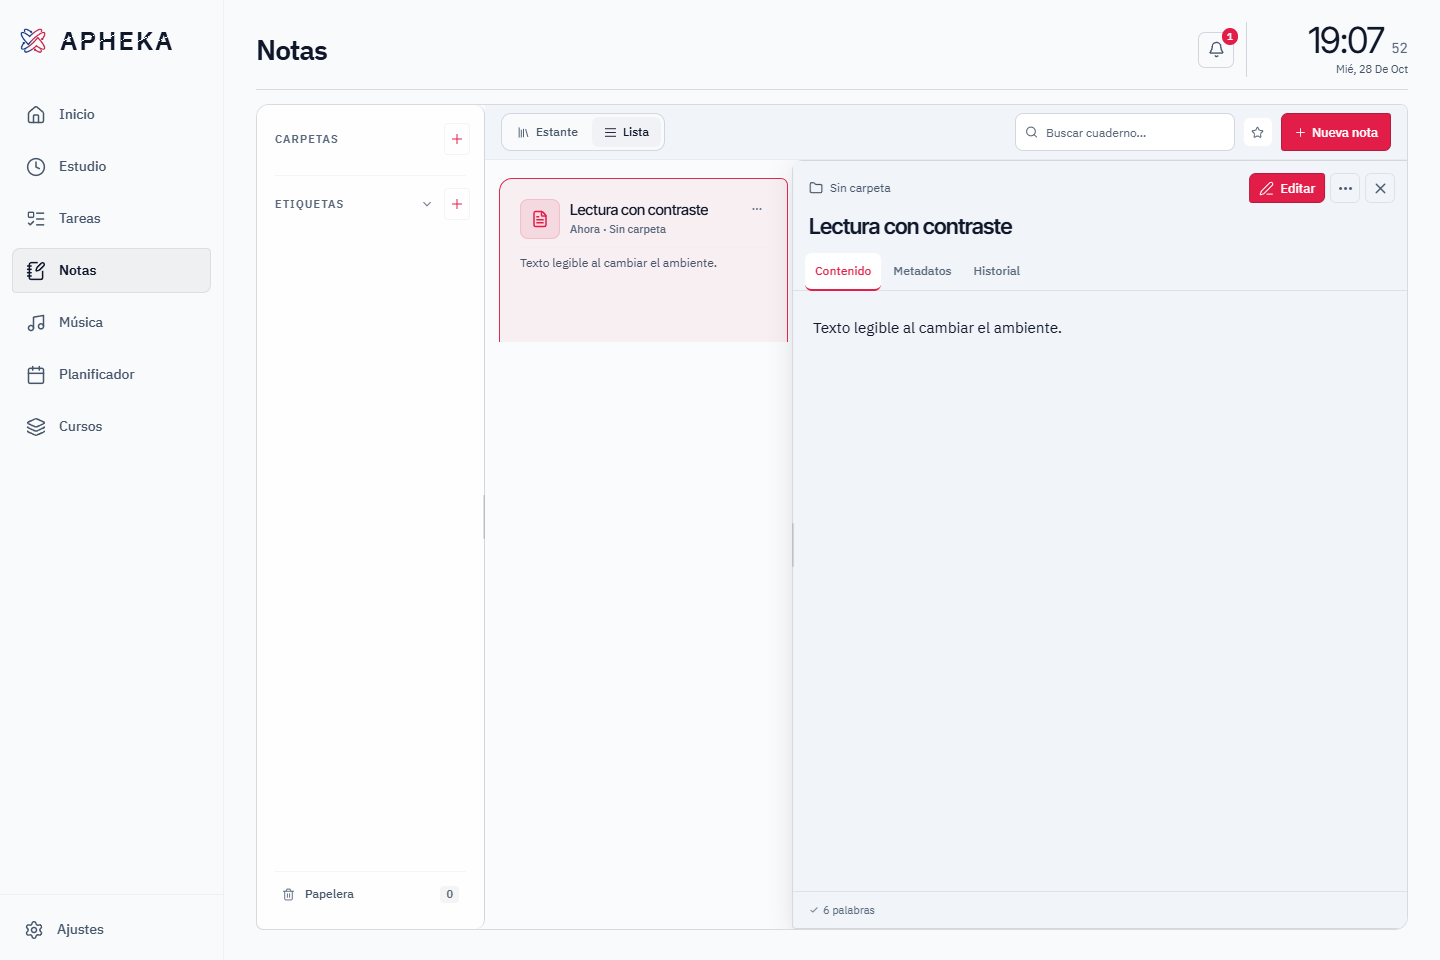 APHEKA
Inicio
Estudio
Tareas
Notas
Música
Planificador
Cursos
Ajustes
Notas
1
19:07 52
Mié, 28 De Oct
CARPETAS
ETIQUETAS
Papelera 0
Estante Lista
Buscar cuaderno...
Nueva nota
Lectura con contraste
Ahora · Sin carpeta
Texto legible al cambiar el ambiente.
Sin carpeta
Editar
Lectura con contraste
Contenido Metadatos Historial
Texto legible al cambiar el ambiente.
6 palabras